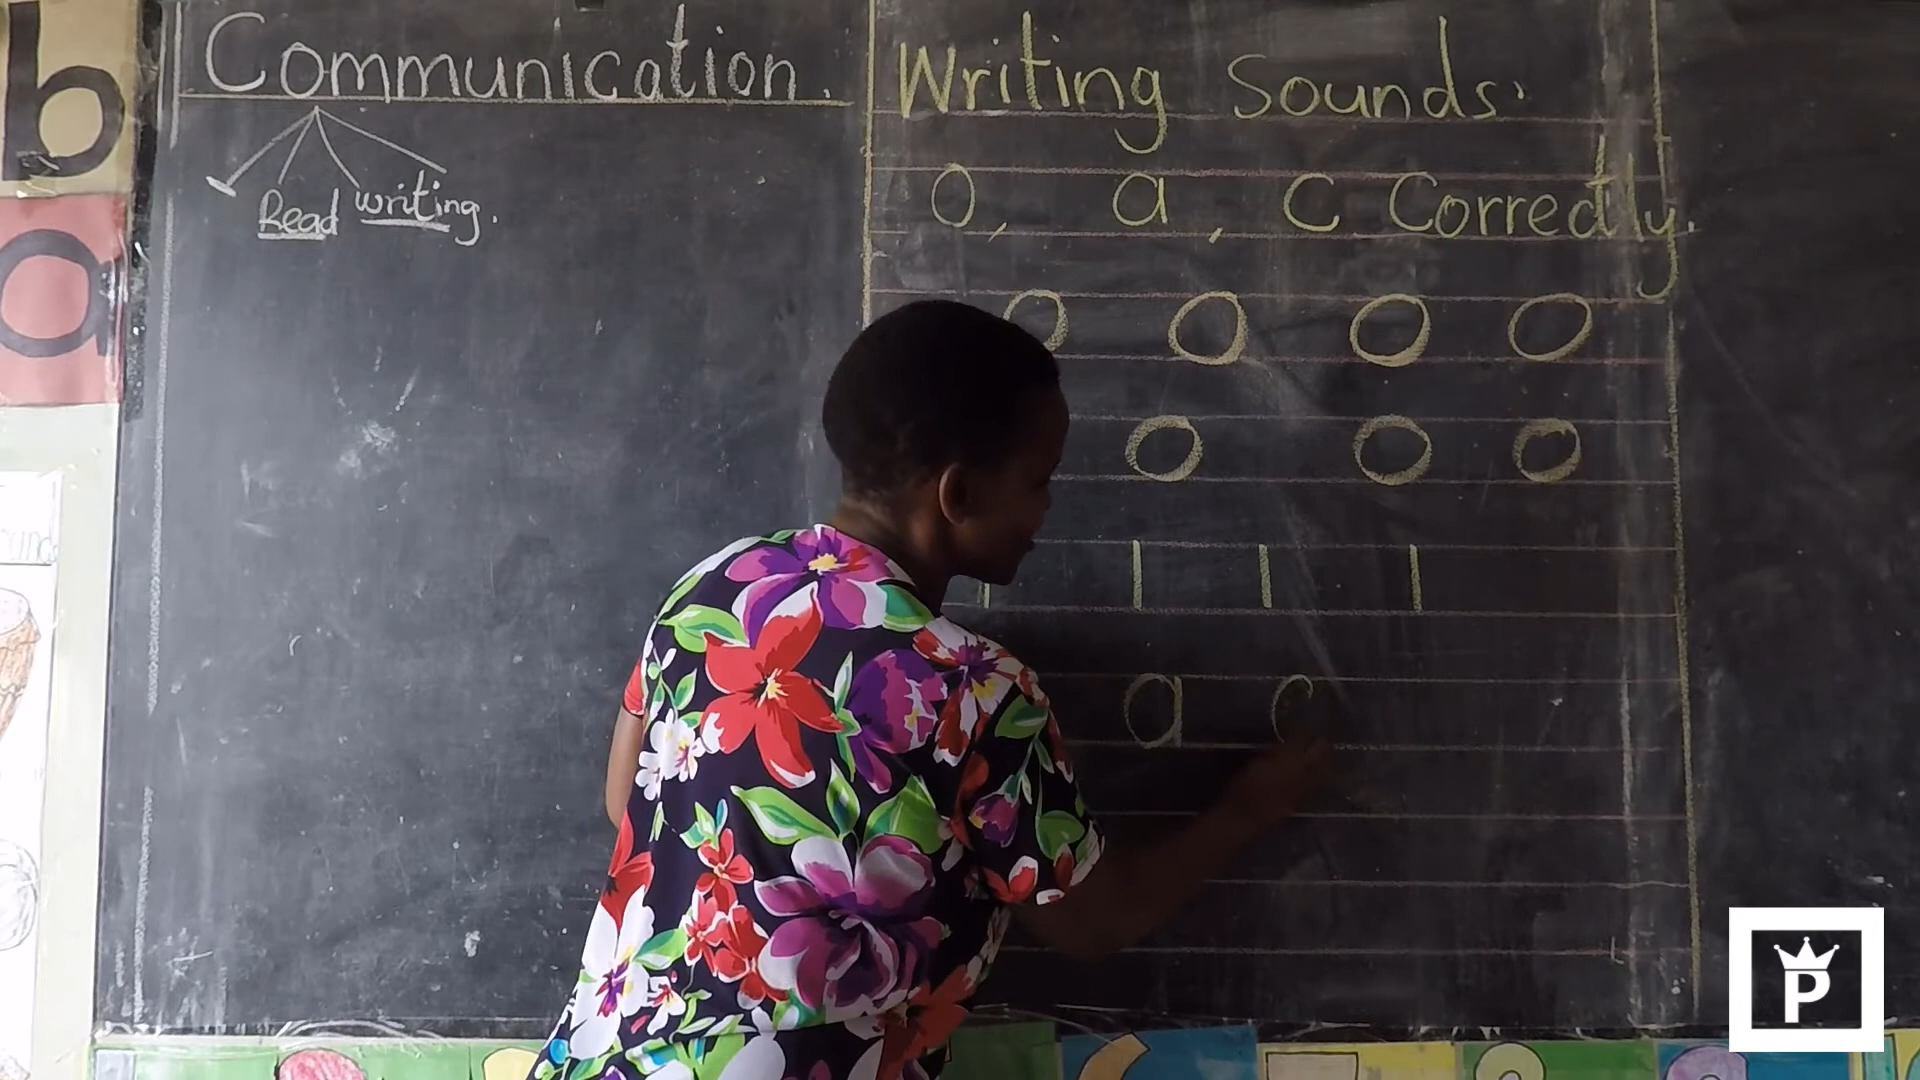 b
a
Communication.
Read writing.
Writing Sounds.
o, a, c Correctly.
o o o o
o o o
l l l l
a c
P